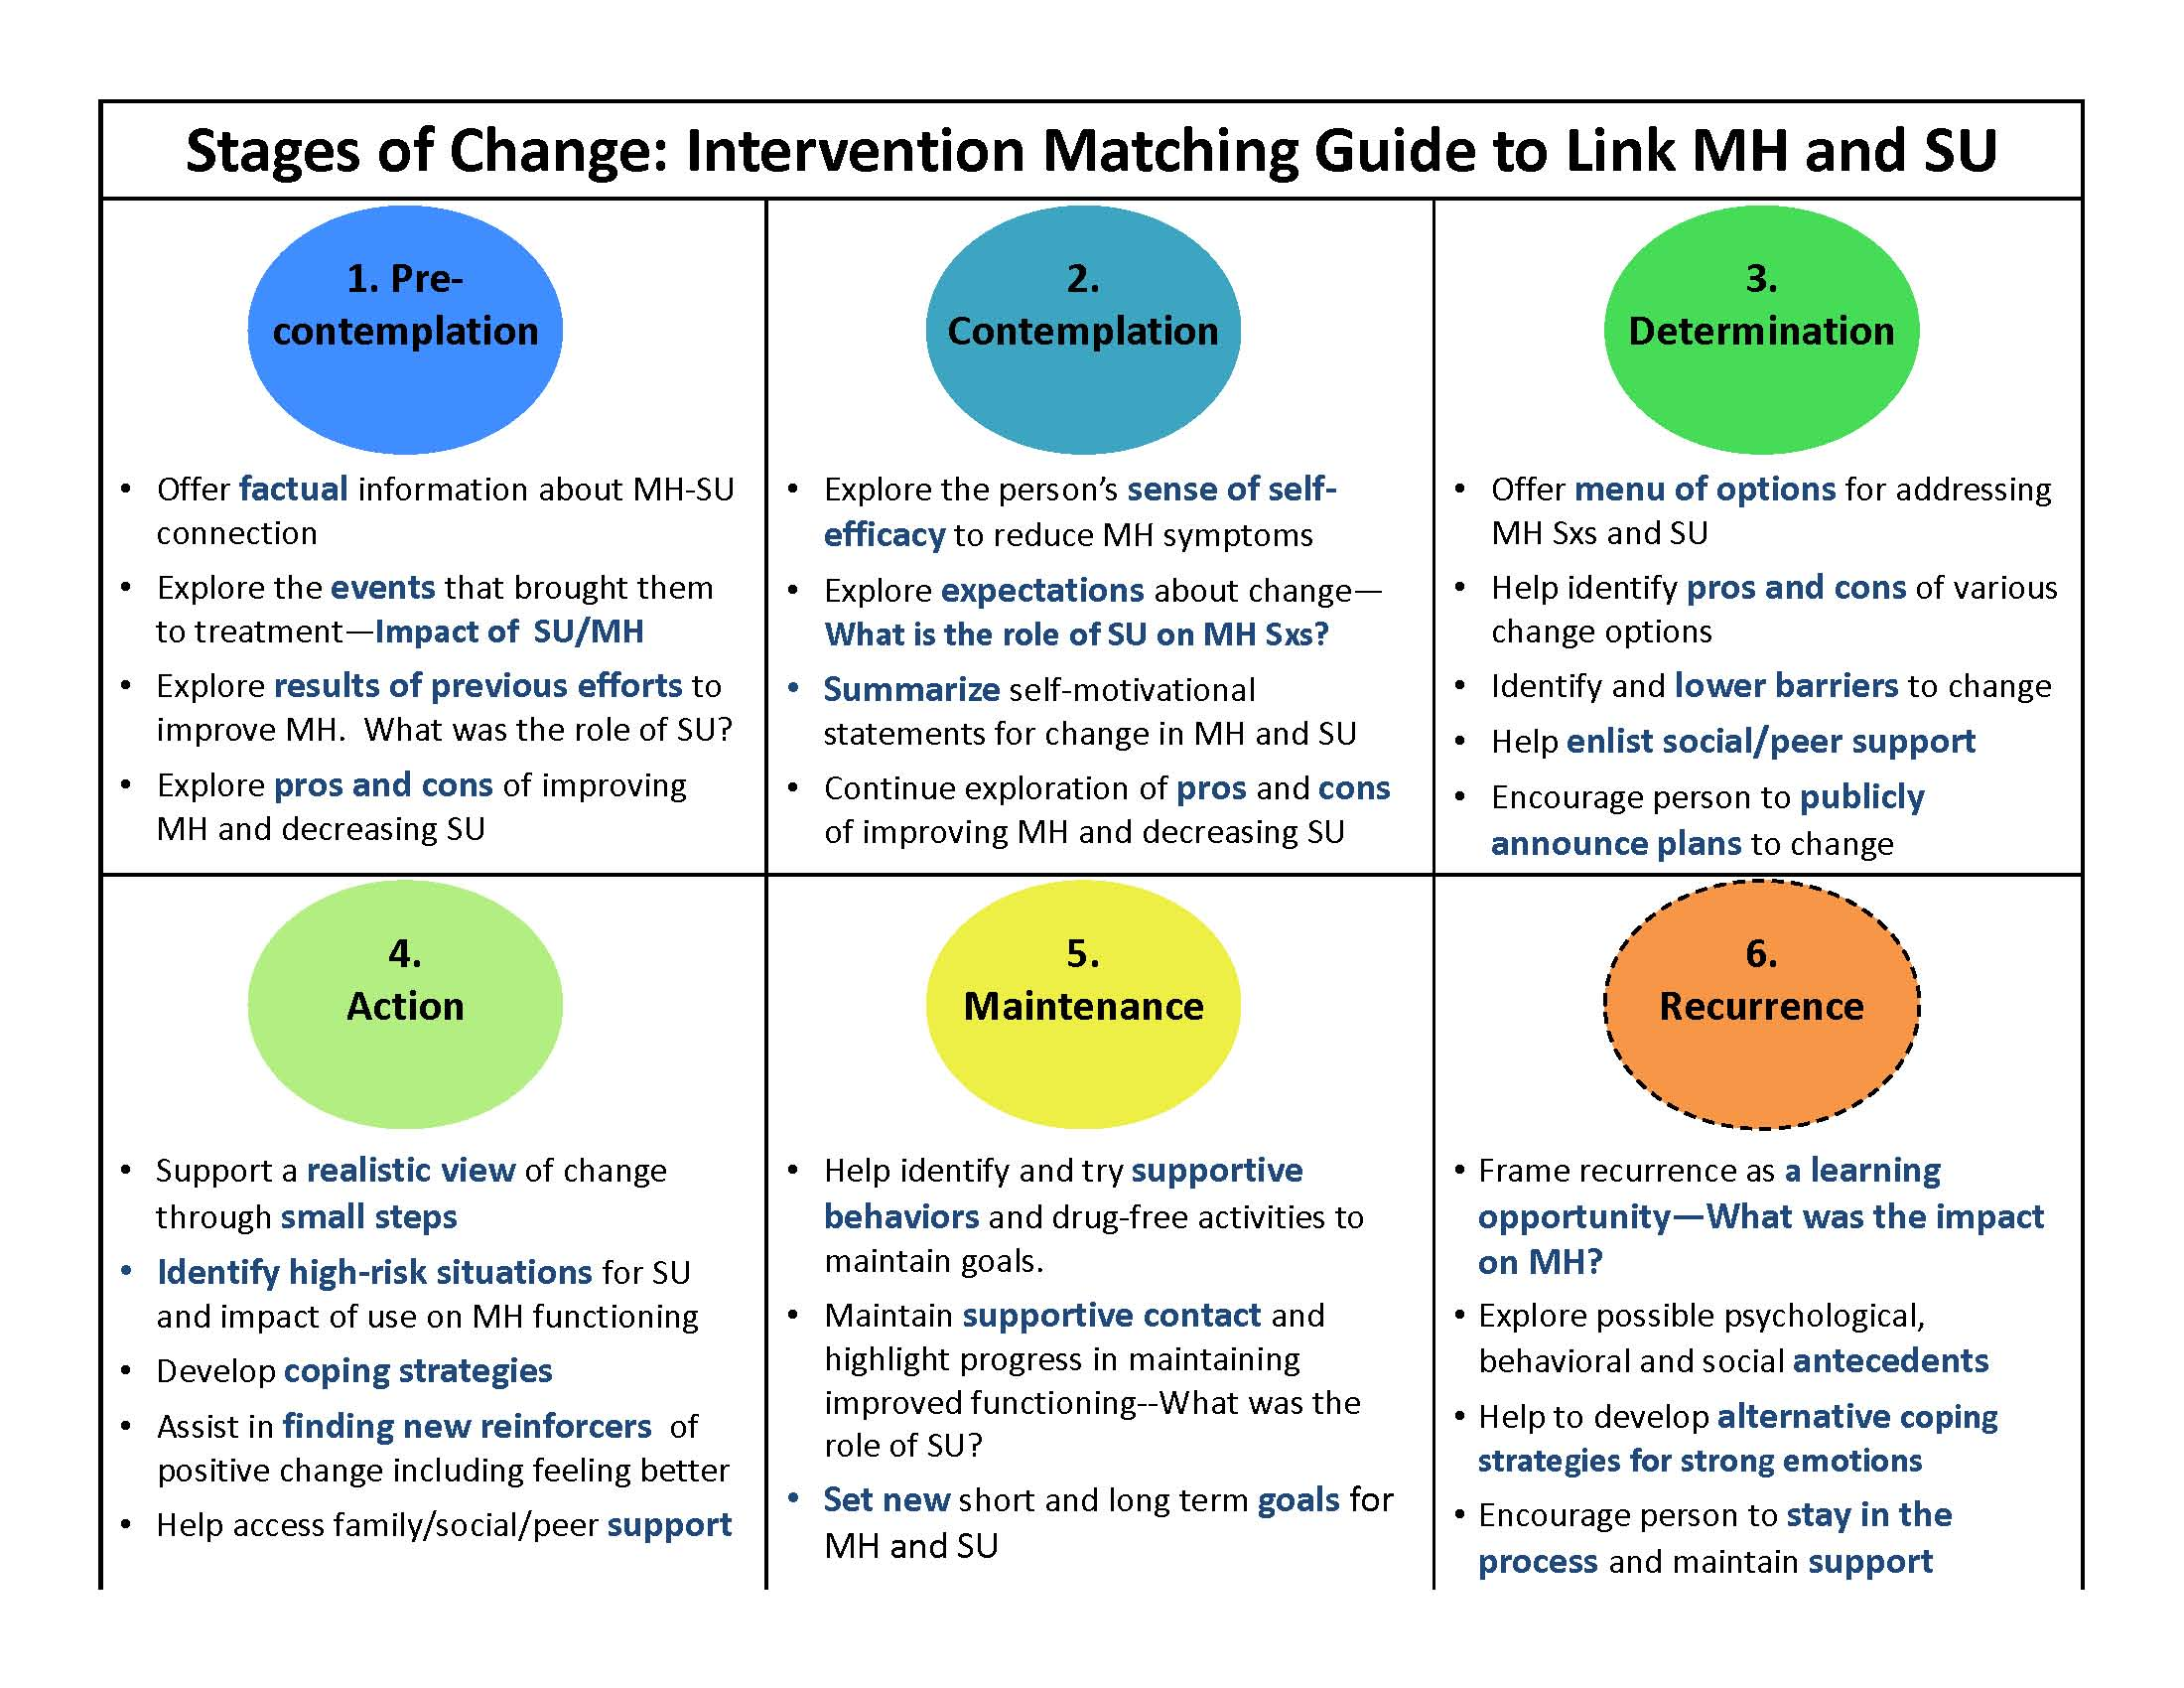 Stages of Change: Intervention Matching Guide to Link MH and SU
1. Pre-
contemplation
• Offer factual information about MH-SU
connection
• Explore the events that brought them
to treatment—Impact of  SU/MH
• Explore results of previous efforts to
improve MH.  What was the role of SU?
• Explore pros and cons of improving
MH and decreasing SU
2.
Contemplation
• Explore the person’s sense of self-
efficacy to reduce MH symptoms
• Explore expectations about change—
What is the role of SU on MH Sxs?
• Summarize self-motivational
statements for change in MH and SU
• Continue exploration of pros and cons
of improving MH and decreasing SU
3.
Determination
• Offer menu of options for addressing
MH Sxs and SU
• Help identify pros and cons of various
change options
• Identify and lower barriers to change
• Help enlist social/peer support
• Encourage person to publicly
announce plans to change
4.
Action
• Support a realistic view of change
through small steps
• Identify high-risk situations for SU
and impact of use on MH functioning
• Develop coping strategies
• Assist in finding new reinforcers  of
positive change including feeling better
• Help access family/social/peer support
5.
Maintenance
• Help identify and try supportive
behaviors and drug-free activities to
maintain goals.
• Maintain supportive contact and
highlight progress in maintaining
improved functioning--What was the
role of SU?
• Set new short and long term goals for
MH and SU
6.
Recurrence
• Frame recurrence as a learning
opportunity—What was the impact
on MH?
• Explore possible psychological,
behavioral and social antecedents
• Help to develop alternative coping
strategies for strong emotions
• Encourage person to stay in the
process and maintain support